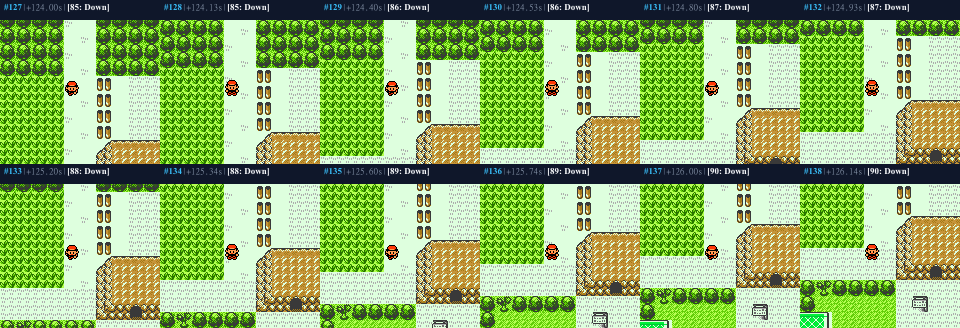 #127|+124.00s|[85: Down]
#128|+124.13s|[85: Down]
#129|+124.40s|[86: Down]
#130|+124.53s|[86: Down]
#131|+124.80s|[87: Down]
#132|+124.93s|[87: Down]
#133|+125.20s|[88: Down]
#134|+125.34s|[88: Down]
#135|+125.60s|[89: Down]
#136|+125.74s|[89: Down]
#137|+126.00s|[90: Down]
#138|+126.14s|[90: Down]